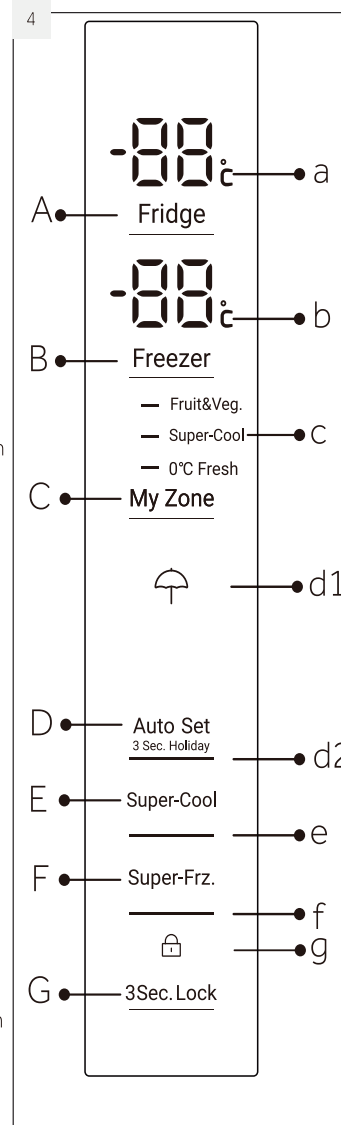 4
-88°c
a
A
Fridge
-88°c
b
B
Freezer
Fruit&Veg.
Super-Cool
c
0°C Fresh
C
My Zone
d1
D
Auto Set
3 Sec. Holiday
d2
E
Super-Cool
e
F
Super-Frz.
f
g
G
3Sec. Lock